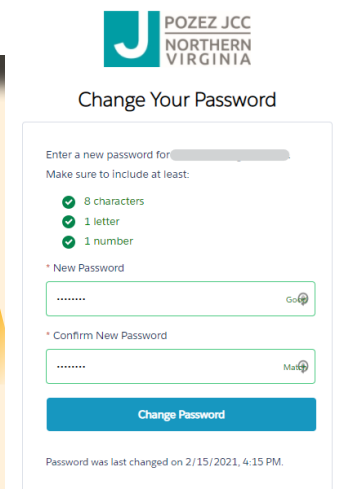 POZEZ JCC
NORTHERN
VIRGINIA
Change Your Password
Enter a new password for
Make sure to include at least:
8 characters
1 letter
1 number
* New Password
........
* Confirm New Password
........
Change Password
Password was last changed on 2/15/2021, 4:15 PM.